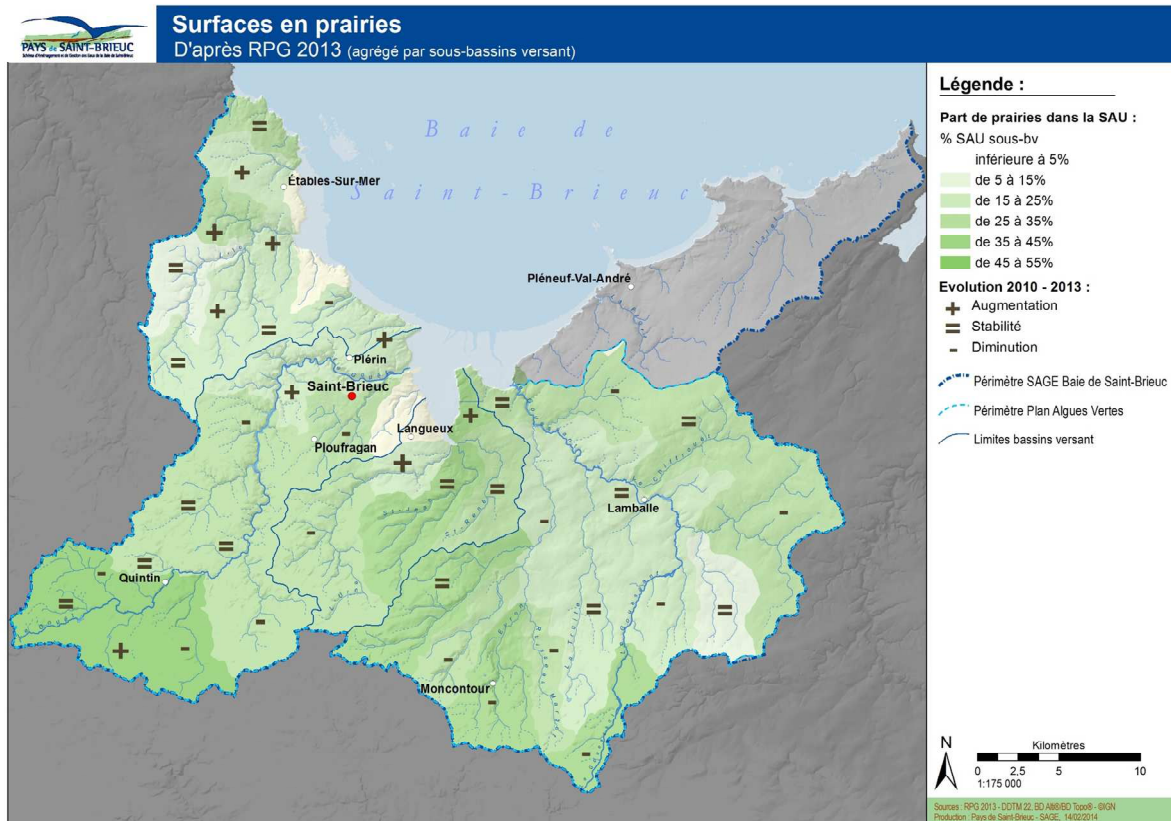 PAYS de SAINT-BRIEUC
Surfaces en prairies
D'après RPG 2013 (agrégé par sous-bassins versant)
Baie de
Saint-Brieuc
Étables-Sur-Mer
Pléneuf-Val-André
Plérin
Saint-Brieuc
Langueux
Ploufragan
Lamballe
Quintin
Moncontour
Légende :
Part de prairies dans la SAU :
% SAU sous-bv
inférieure à 5%
de 5 à 15%
de 15 à 25%
de 25 à 35%
de 35 à 45%
de 45 à 55%
Evolution 2010 - 2013 :
+ Augmentation
= Stabilité
- Diminution
Périmètre SAGE Baie de Saint-Brieuc
Périmètre Plan Algues Vertes
Limites bassins versant
N
Kilomètres
0 2,5 5 10
1:175 000
Sources : RPG 2013 - DDTM 22, BD Alti®/BD Topo® - ©IGN
Production : Pays de Saint-Brieuc - SAGE, 14/02/2014